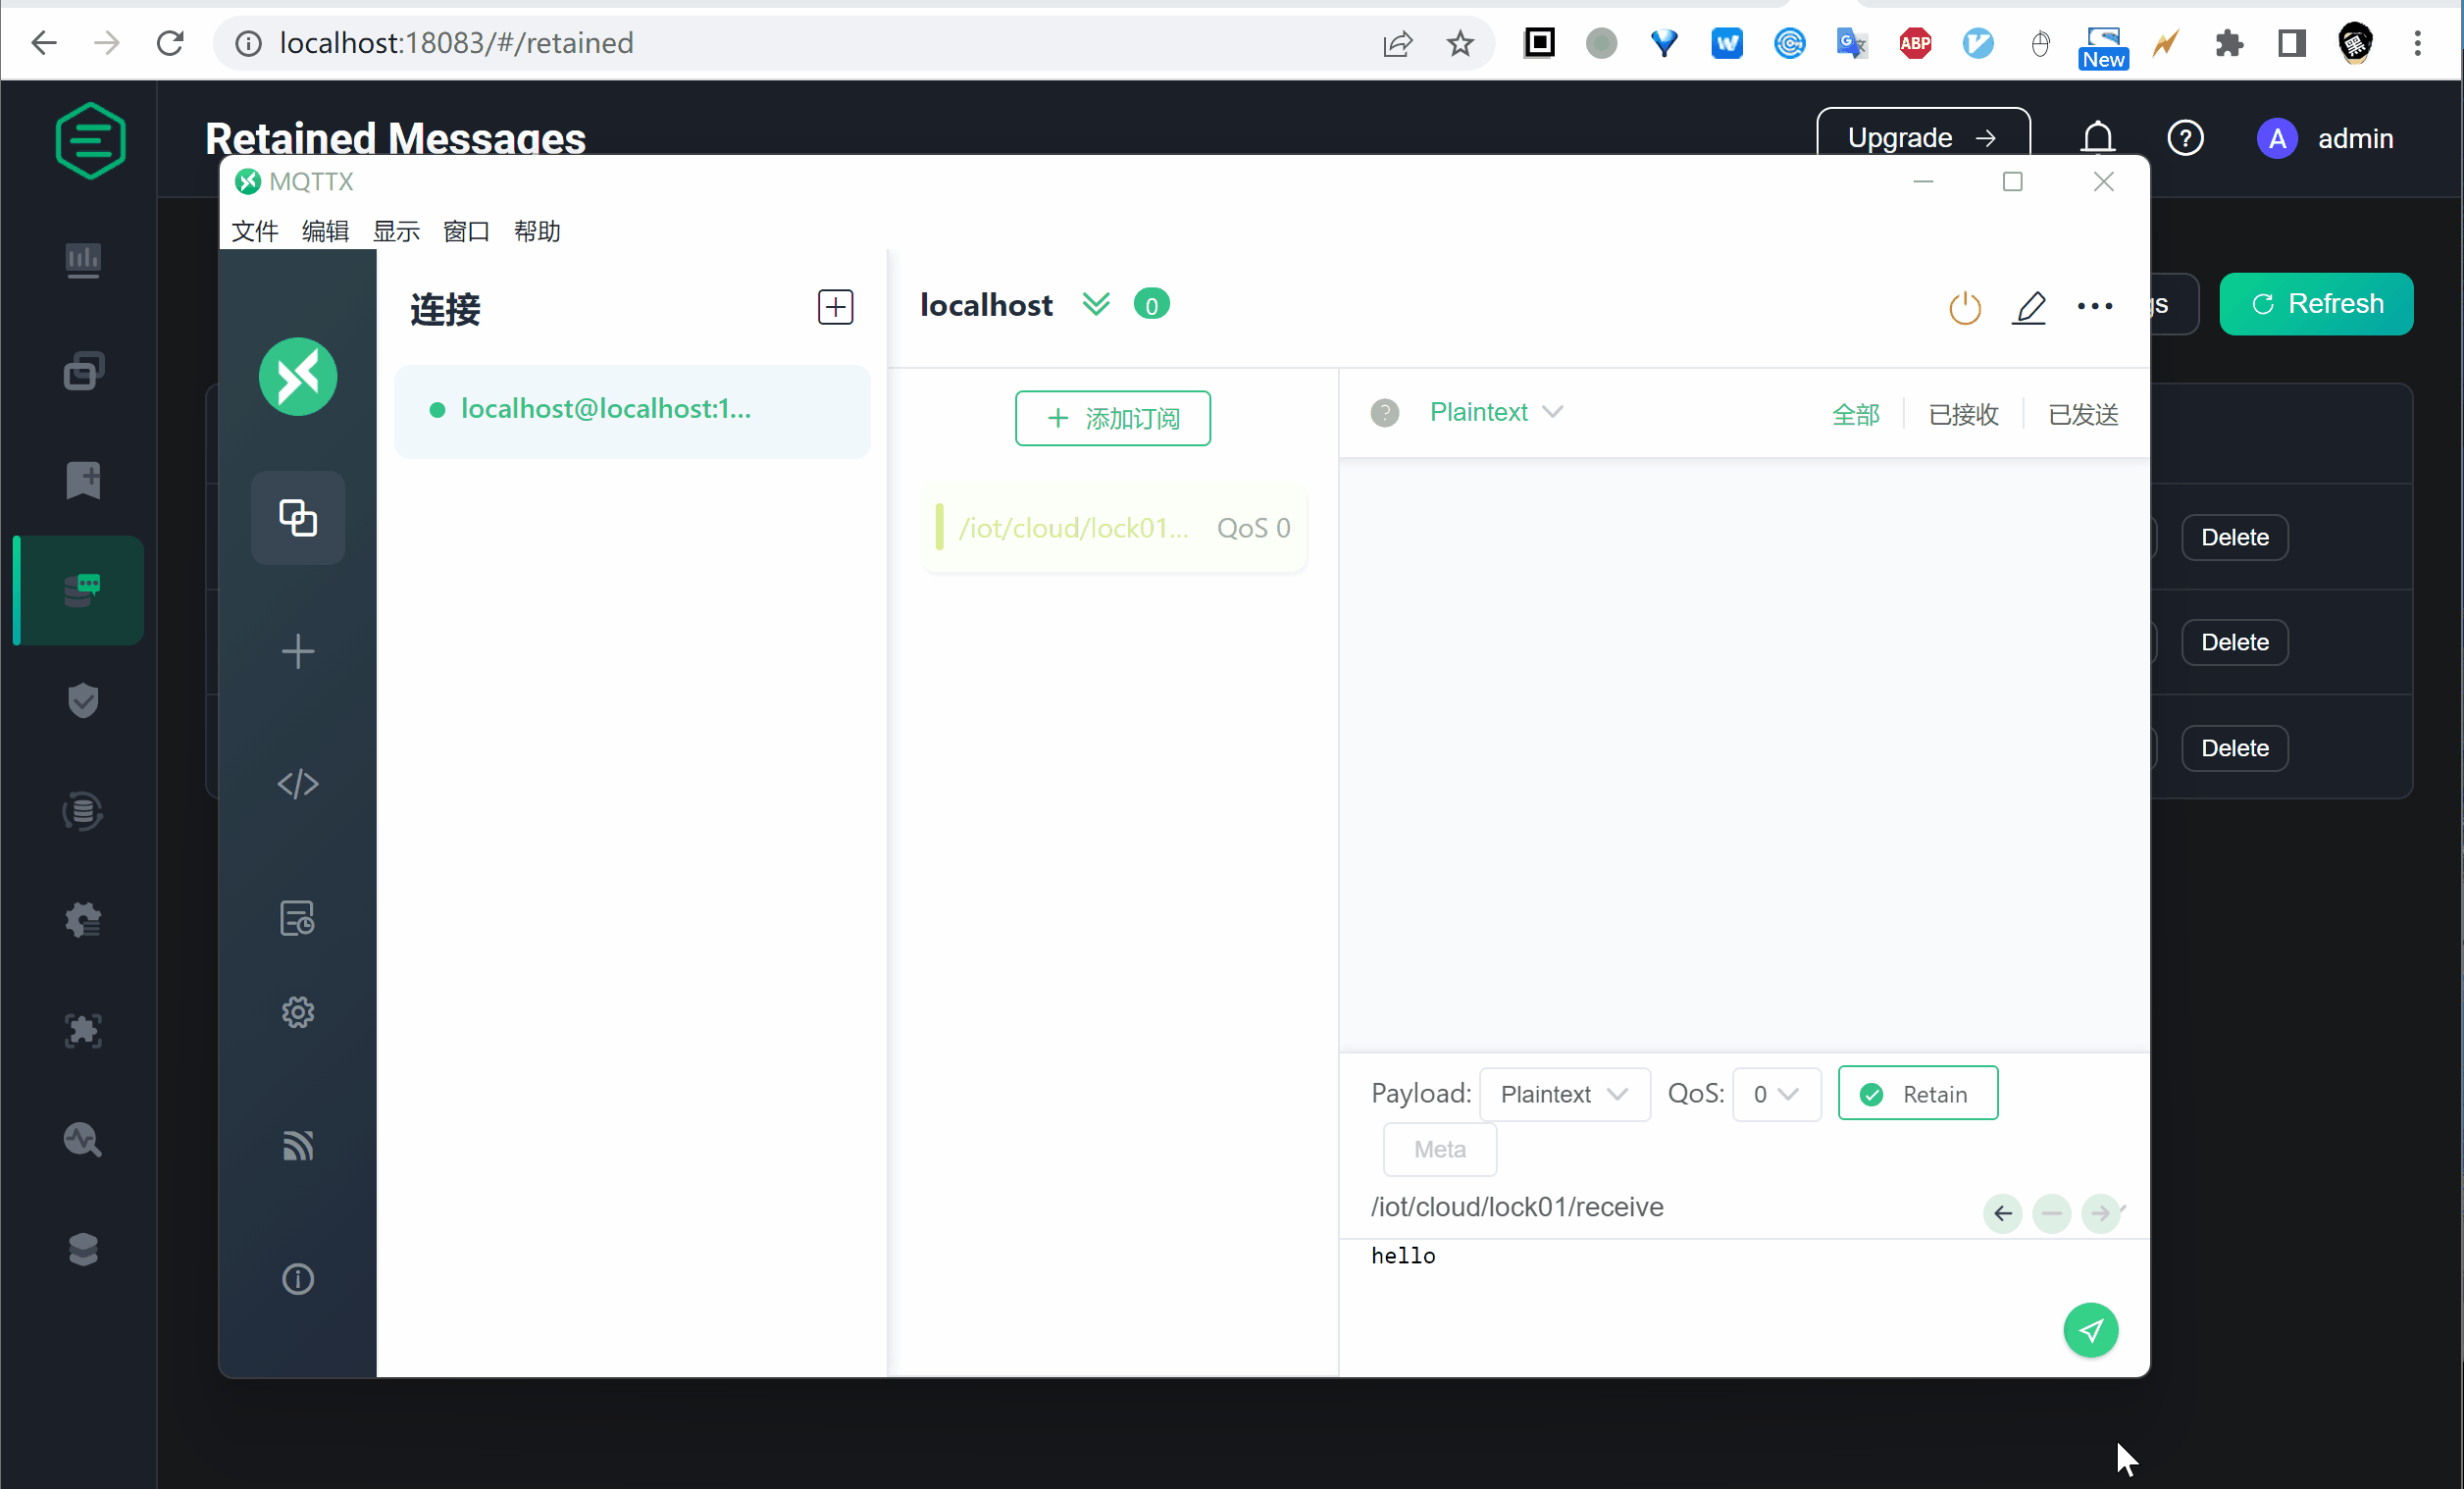 localhost:18083/#/retained
ABP
New
Retained Messages
Upgrade →
A admin
MQTTX
文件 编辑 显示 窗口 帮助
连接
localhost 0
gs
Refresh
localhost@localhost:1...
添加订阅
Plaintext
全部 已接收 已发送
/iot/cloud/lock01... QoS 0
Delete
Delete
Delete
Payload: Plaintext QoS: 0 Retain
Meta
/iot/cloud/lock01/receive
hello